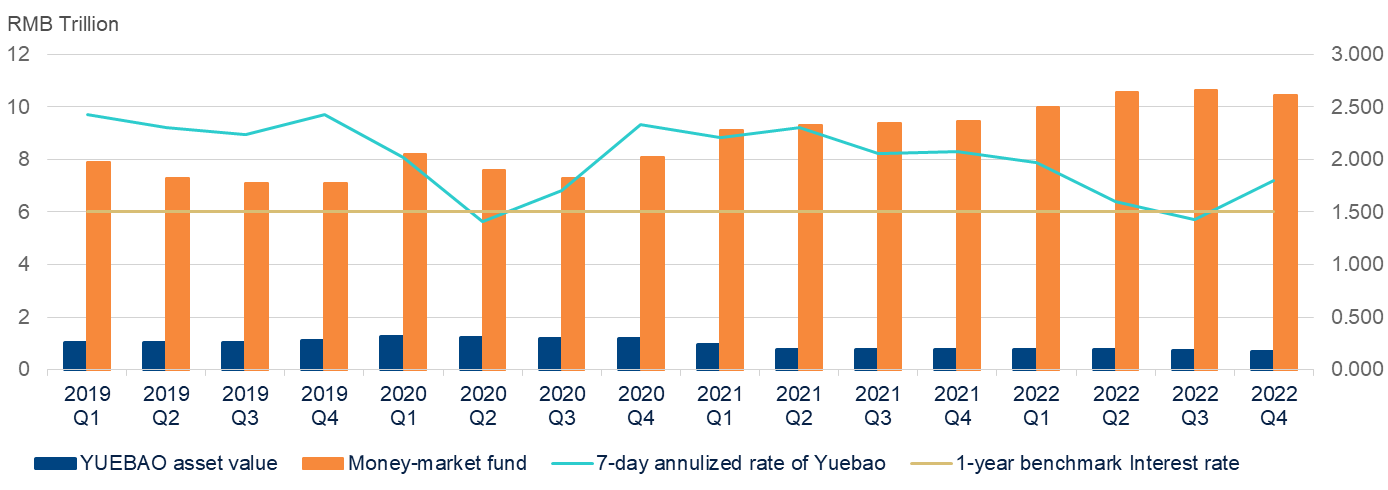 RMB Trillion
12 3.000
10 2.500
8 2.000
6 1.500
4 1.000
2 0.500
0 0.000
2019 2019 2019 2019 2020 2020 2020 2020 2021 2021 2021 2021 2022 2022 2022 2022
Q1 Q2 Q3 Q4 Q1 Q2 Q3 Q4 Q1 Q2 Q3 Q4 Q1 Q2 Q3 Q4
YUEBAO asset value Money-market fund 7-day annulized rate of Yuebao 1-year benchmark Interest rate